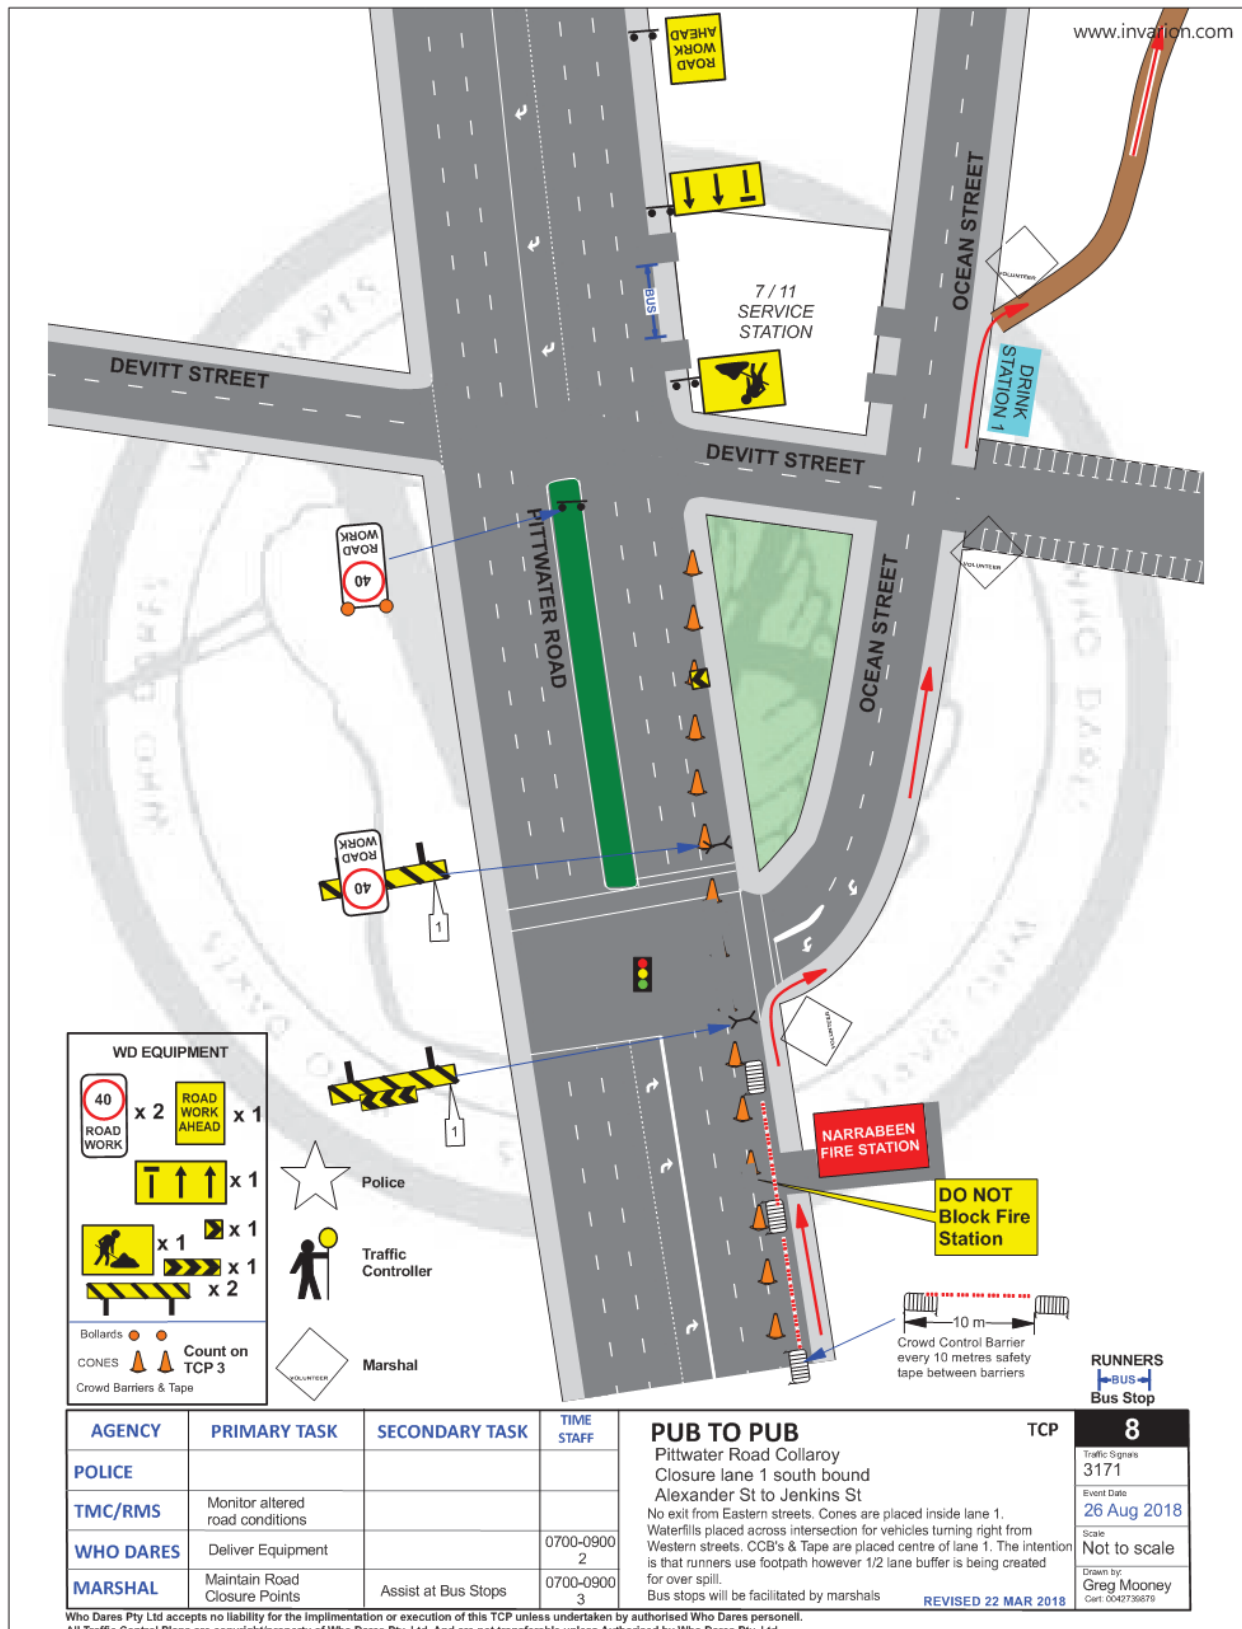 www.invarion.com
ROAD
WORK
AHEAD
OCEAN STREET
VOLUNTEER
BUS
7 / 11
SERVICE
STATION
DEVITT STREET
DRINK
STATION 1
DEVITT STREET
PITTWATER ROAD
ROAD
WORK
40
VOLUNTEER
OCEAN STREET
ROAD
WORK
40
1
VOLUNTEER
1
NARRABEEN
FIRE STATION
DO NOT
Block Fire
Station
10 m
Crowd Control Barrier
every 10 metres safety
tape between barriers
RUNNERS
BUS
Bus Stop
WD EQUIPMENT
40
ROAD
WORK
x 2
ROAD
WORK
AHEAD
x 1
x 1
x 1
x 1
x 1
x 2
Bollards
CONES
Count on
TCP 3
Crowd Barriers & Tape
Police
Traffic
Controller
VOLUNTEER
Marshal
AGENCY PRIMARY TASK SECONDARY TASK TIME
STAFF
POLICE
TMC/RMS Monitor altered
road conditions
WHO DARES Deliver Equipment 0700-0900
2
MARSHAL Maintain Road
Closure Points Assist at Bus Stops 0700-0900
3
PUB TO PUB TCP
Pittwater Road Collaroy
Closure lane 1 south bound
Alexander St to Jenkins St
No exit from Eastern streets. Cones are placed inside lane 1.
Waterfills placed across intersection for vehicles turning right from
Western streets. CCB's & Tape are placed centre of lane 1. The intention
is that runners use footpath however 1/2 lane buffer is being created
for over spill.
Bus stops will be facilitated by marshals
REVISED 22 MAR 2018
8
Traffic Signals
3171
Event Date
26 Aug 2018
Scale
Not to scale
Drawn by:
Greg Mooney
Cert: 0042739879
Who Dares Pty Ltd accepts no liability for the implimentation or execution of this TCP unless undertaken by authorised Who Dares personell.